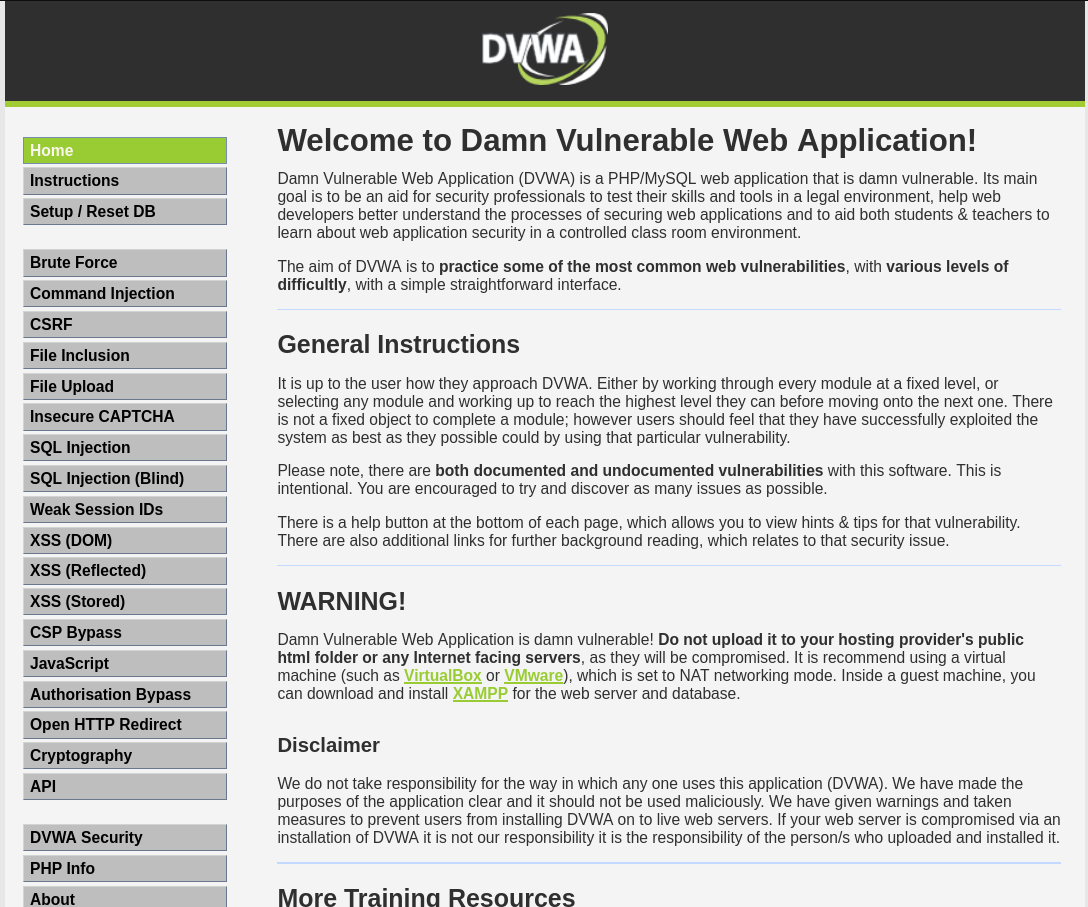 DVWA
Home
Instructions
Setup / Reset DB
Brute Force
Command Injection
CSRF
File Inclusion
File Upload
Insecure CAPTCHA
SQL Injection
SQL Injection (Blind)
Weak Session IDs
XSS (DOM)
XSS (Reflected)
XSS (Stored)
CSP Bypass
JavaScript
Authorisation Bypass
Open HTTP Redirect
Cryptography
API
DVWA Security
PHP Info
About
Welcome to Damn Vulnerable Web Application!
Damn Vulnerable Web Application (DVWA) is a PHP/MySQL web application that is damn vulnerable. Its main
goal is to be an aid for security professionals to test their skills and tools in a legal environment, help web
developers better understand the processes of securing web applications and to aid both students & teachers to
learn about web application security in a controlled class room environment.
The aim of DVWA is to practice some of the most common web vulnerabilities, with various levels of
difficultly, with a simple straightforward interface.
General Instructions
It is up to the user how they approach DVWA. Either by working through every module at a fixed level, or
selecting any module and working up to reach the highest level they can before moving onto the next one. There
is not a fixed object to complete a module; however users should feel that they have successfully exploited the
system as best as they possible could by using that particular vulnerability.
Please note, there are both documented and undocumented vulnerabilities with this software. This is
intentional. You are encouraged to try and discover as many issues as possible.
There is a help button at the bottom of each page, which allows you to view hints & tips for that vulnerability.
There are also additional links for further background reading, which relates to that security issue.
WARNING!
Damn Vulnerable Web Application is damn vulnerable! Do not upload it to your hosting provider's public
html folder or any Internet facing servers, as they will be compromised. It is recommend using a virtual
machine (such as VirtualBox or VMware), which is set to NAT networking mode. Inside a guest machine, you
can download and install XAMPP for the web server and database.
Disclaimer
We do not take responsibility for the way in which any one uses this application (DVWA). We have made the
purposes of the application clear and it should not be used maliciously. We have given warnings and taken
measures to prevent users from installing DVWA on to live web servers. If your web server is compromised via an
installation of DVWA it is not our responsibility it is the responsibility of the person/s who uploaded and installed it.
More Training Resources